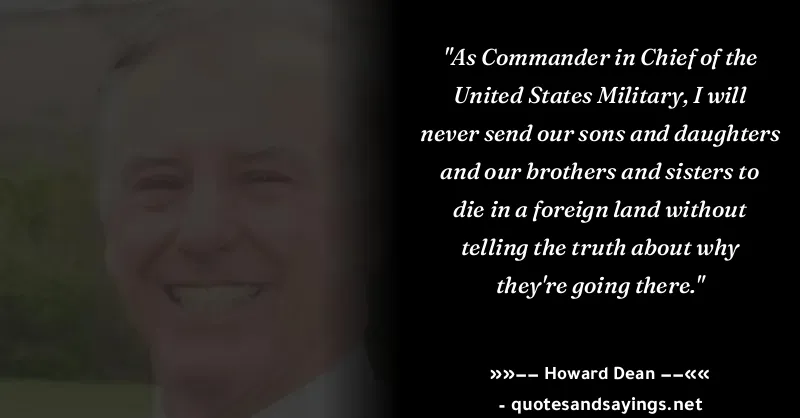 "As Commander in Chief of the
United States Military, I will
never send our sons and daughters
and our brothers and sisters to
die in a foreign land without
telling the truth about why
they're going there."
»»−− Howard Dean −−««
- quotesandsayings.net